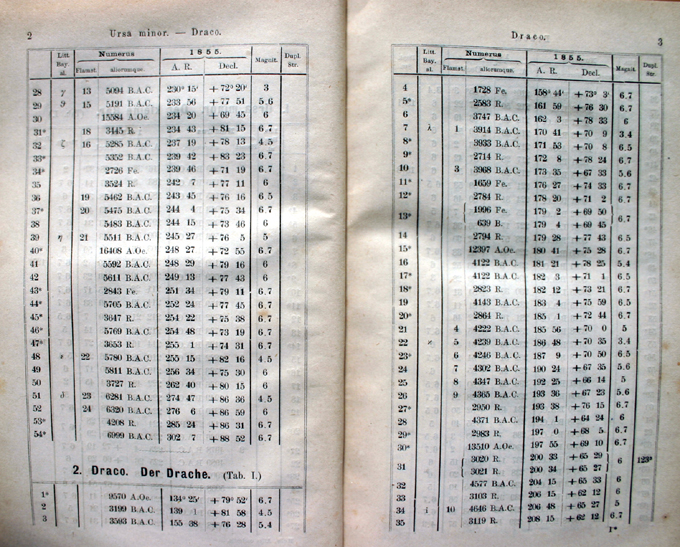 2 Ursa minor. — Draco.
Litt. Bay. sl. Numerus 1855. Magnit. Dupl. Str.
Flamst. aliorumque. A. R. Decl.
28 γ 13 5094 B.A.C. 230° 15' +72° 20' 3
29 ϑ 15 5191 B.A.C. 233 56 +77 51 5.6
30 15584 A.Oe. 234 20 +69 45 6
31* 18 3445 R. 234 43 +81 15 6.7
32 ζ 16 5285 B.A.C. 237 19 +78 13 4.5
33* 5352 B.A.C. 239 42 +83 23 6.7
34* 2726 Fe. 239 46 +71 19 6.7
35 3524 R. 242 7 +77 11 6
36 19 5462 B.A.C. 243 45 +76 16 6.5
37* 20 5475 B.A.C. 244 4 +75 34 6.7
38 5483 B.A.C. 244 15 +73 46 6
39 η 21 5511 B.A.C. 245 27 +76 5 5
40* 16408 A.Oe. 248 27 +72 55 6.7
41 5592 B.A.C. 248 29 +79 16 6
42 5611 B.A.C. 249 13 +77 43 6
43* 2843 Fe. 251 34 +79 11 6.7
44* 5705 B.A.C. 252 24 +77 45 6.7
45* 3647 R. 254 22 +75 38 6.7
46* 5769 B.A.C. 254 48 +73 19 6.7
47* 3653 R. 255 1 +74 31 6.7
48 22 5780 B.A.C. 255 15 +82 16 4.5
49 5811 B.A.C. 256 34 +75 30 6
50 3727 R. 262 40 +80 15 6
51 δ 23 6281 B.A.C. 274 47 +86 36 4.5
52 24 6320 B.A.C. 276 6 +86 59 6
53* 4208 R. 285 24 +86 31 6.7
54* 6999 B.A.C. 302 7 +88 52 6.7
2. Draco. Der Drache. (Tab. I.)
1* 9570 A.Oe. 134° 25' +79° 52' 6.7
2 3199 B.A.C. 139 1 +81 58 4.5
3 3593 B.A.C. 155 38 +76 28 5.4
Draco. 3
Litt. Bay. sl. Numerus 1855. Magnit. Dupl. Str.
Flamst. aliorumque. A. R. Decl.
4 1728 Fe. 158° 44' +73° 3' 6.7
5* 2583 R. 161 59 +76 30 6.7
6 3747 B.A.C. 162 3 +78 33 6
7 λ 1 3914 B.A.C. 170 41 +70 9 3.4
8* 3933 B.A.C. 171 53 +70 8 6.5
9* 2714 R. 172 8 +78 24 6.7
10 3 3968 B.A.C. 173 35 +67 33 5.6
11* 1659 Fe. 176 27 +74 33 6.7
12* 2784 R. 178 20 +71 2 6.7
13* { 1996 Fe. 179 2 +69 50 } 6.7
639 B. 179 4 +69 45
14 2794 R. 179 28 +77 43 6.5
15* 12397 A.Oe. 180 41 +75 28 6.7
16 4122 B.A.C. 181 21 +78 25 5.4
17* 4122 B.A.C. 182 3 +71 1 6.5
18* 2823 R. 182 12 +73 21 6.7
19 4143 B.A.C. 183 4 +75 59 6.5
20* 2864 R. 185 1 +72 44 6.7
21 4 4222 B.A.C. 185 56 +70 0 5
22 κ 5 4239 B.A.C. 186 48 +70 35 3.4
23* 6 4246 B.A.C. 187 9 +70 50 6.5
24 7 4302 B.A.C. 190 24 +67 35 5.6
25 8 4347 B.A.C. 192 25 +66 14 5
26 9 4365 B.A.C. 193 36 +67 23 5.6
27* 2950 R. 193 38 +76 15 6.7
28 4371 B.A.C. 194 1 +64 24 6
29* 2983 R. 197 0 +68 5 6.7
30* 13510 A.Oe. 197 55 +69 10 6.7
31 { 3020 R. 200 33 +65 29 } 6 123*
3021 R. 200 34 +65 27
32 4577 B.A.C. 204 15 +65 33 6
33 3103 R. 206 15 +62 12 6
34 i 10 4646 B.A.C. 206 48 +65 27 5
35 3119 R. 208 15 +62 12 6.7
1*